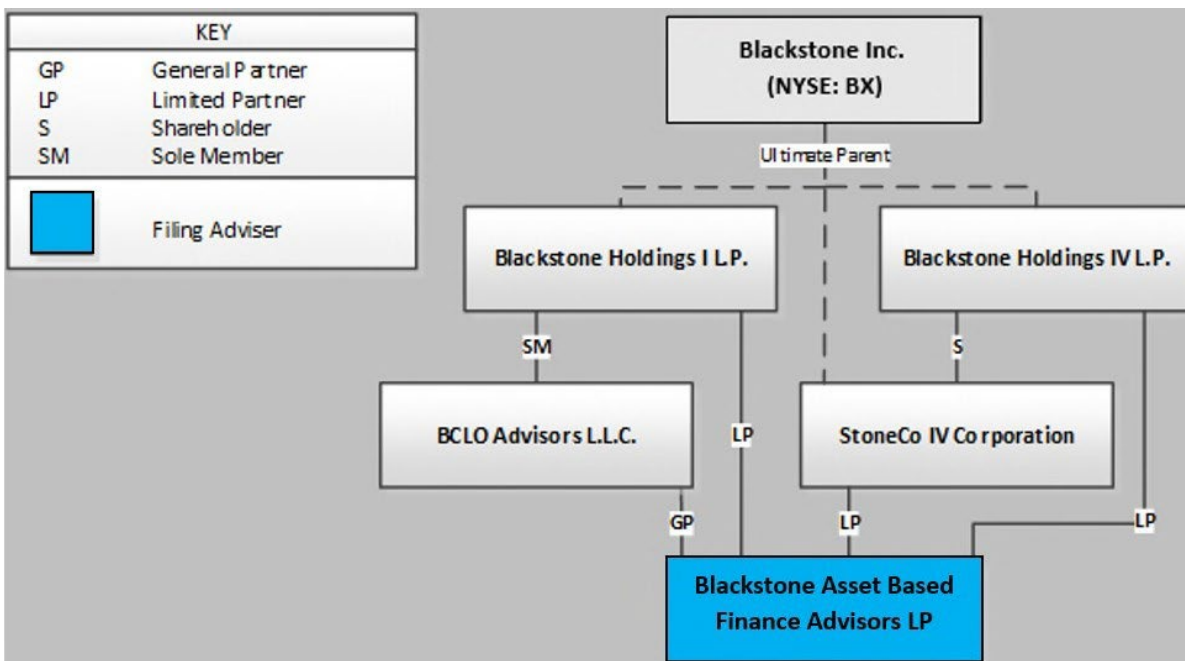 KEY
GP General Partner
LP Limited Partner
S Shareholder
SM Sole Member
Filing Adviser
Blackstone Inc.
(NYSE: BX)
Ultimate Parent
Blackstone Holdings I L.P.
Blackstone Holdings IV L.P.
SM
S
BCLO Advisors L.L.C.
LP
StoneCo IV Corporation
GP
LP
LP
Blackstone Asset Based
Finance Advisors LP